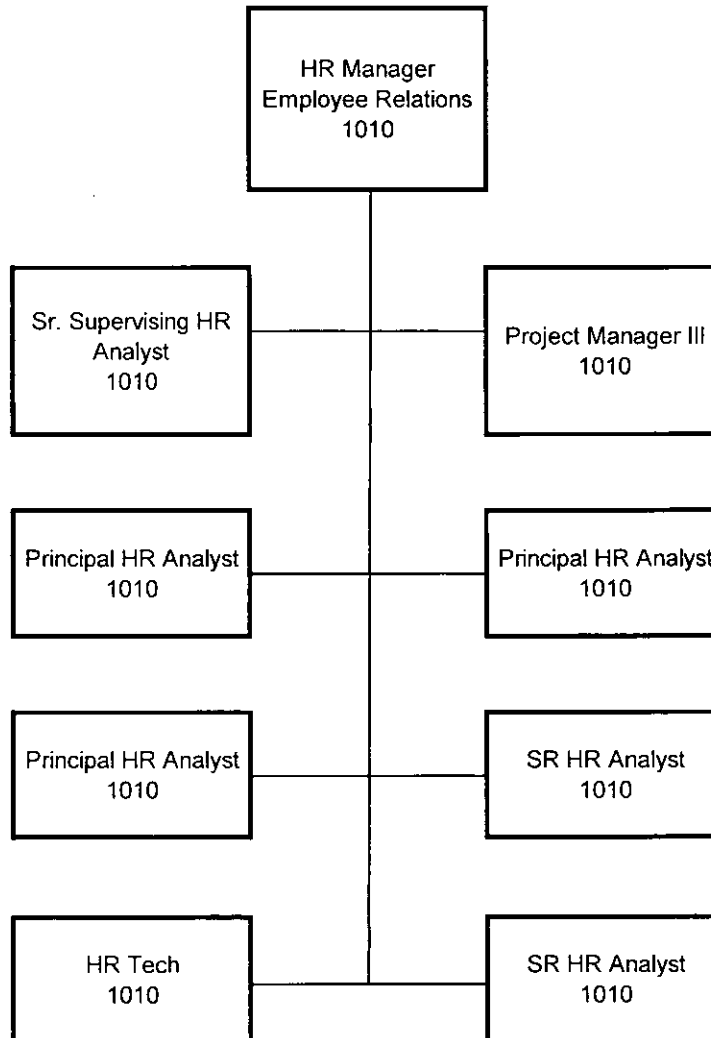 HR Manager
Employee Relations
1010
Sr. Supervising HR
Analyst
1010
Project Manager III
1010
Principal HR Analyst
1010
Principal HR Analyst
1010
Principal HR Analyst
1010
SR HR Analyst
1010
HR Tech
1010
SR HR Analyst
1010